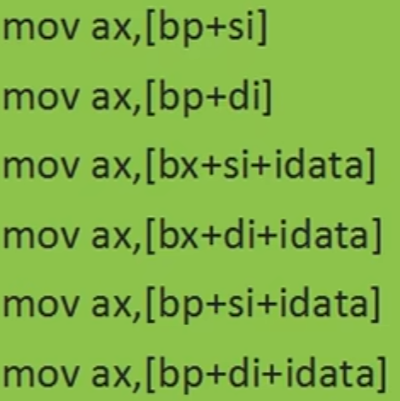 mov ax,[bp+si]
mov ax,[bp+di]
mov ax,[bx+si+idata]
mov ax,[bx+di+idata]
mov ax,[bp+si+idata]
mov ax,[bp+di+idata]